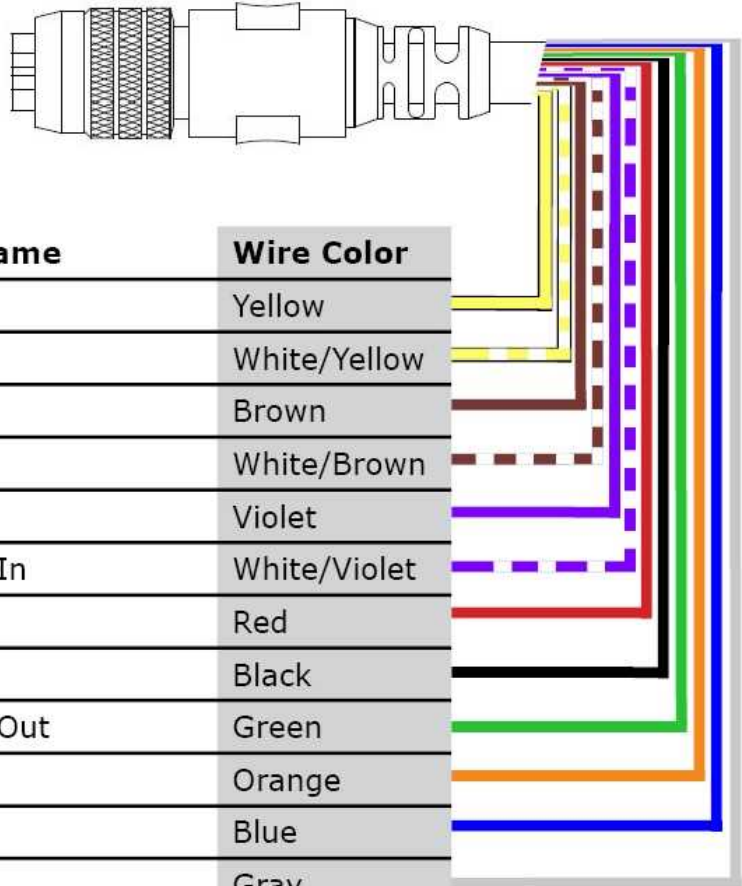 ame Wire Color
Yellow
White/Yellow
Brown
White/Brown
Violet
In White/Violet
Red
Black
Out Green
Orange
Blue
Gray